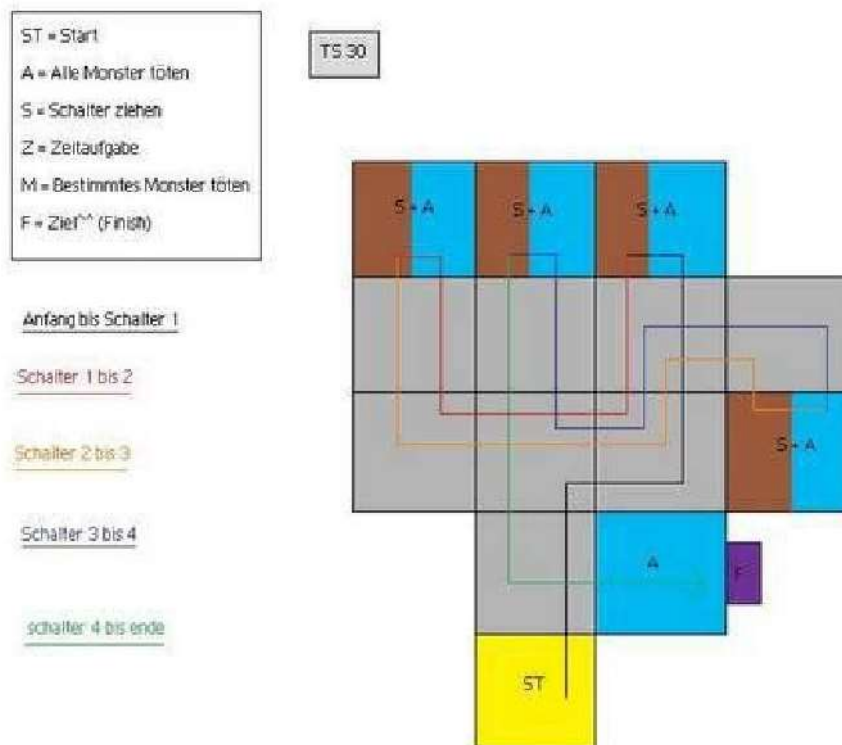 ST = Start
A = Alle Monster töten
S = Schalter ziehen
Z = Zeitaufgabe
M = Bestimmtes Monster töten
F = Ziel^^ (Finish)
TS 30
Anfang bis Schalter 1
Schalter 1 bis 2
Schalter 2 bis 3
Schalter 3 bis 4
schalter 4 bis ende
S + A
S + A
S + A
S + A
A
F
ST